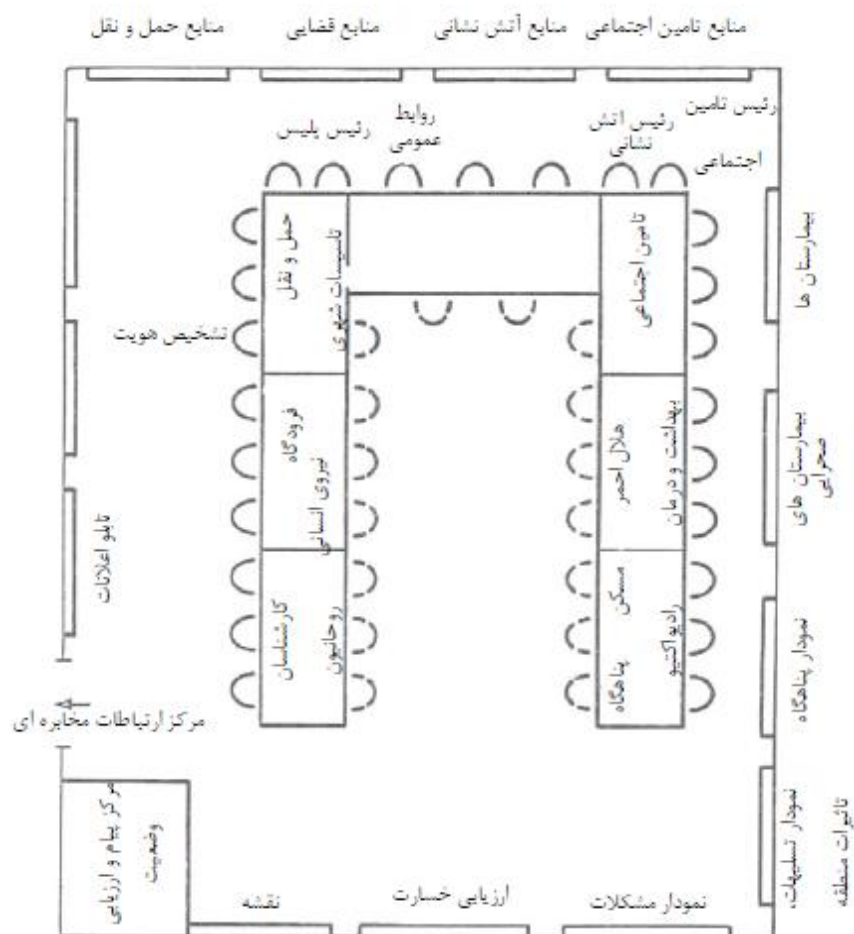 منابع تامین اجتماعی
منابع آتش نشانی
منابع قضایی
منابع حمل و نقل
رئیس تامین
اجتماعی
رئیس اتش
نشانی
روابط
عمومی
رئیس پلیس
تامین اجتماعی
حمل و نقل
تاسیسات شهری
بیمارستان ها
تشخیص هویت
هلال احمر
بهداشت و درمان
فرودگاه
نیروی انسانی
بیمارستان های
صحرایی
تابلو اعلانات
مسکن
پناهگاه
رادیواکتیو
کارشناسان
روحانیون
نمودار پناهگاه
مرکز ارتباطات مخابره ای
مرکز پیام و ارزیابی
وضعیت
نمودار تسلیهات،
تاثیرات منطقه
نقشه
ارزیابی خسارت
نمودار مشکلات